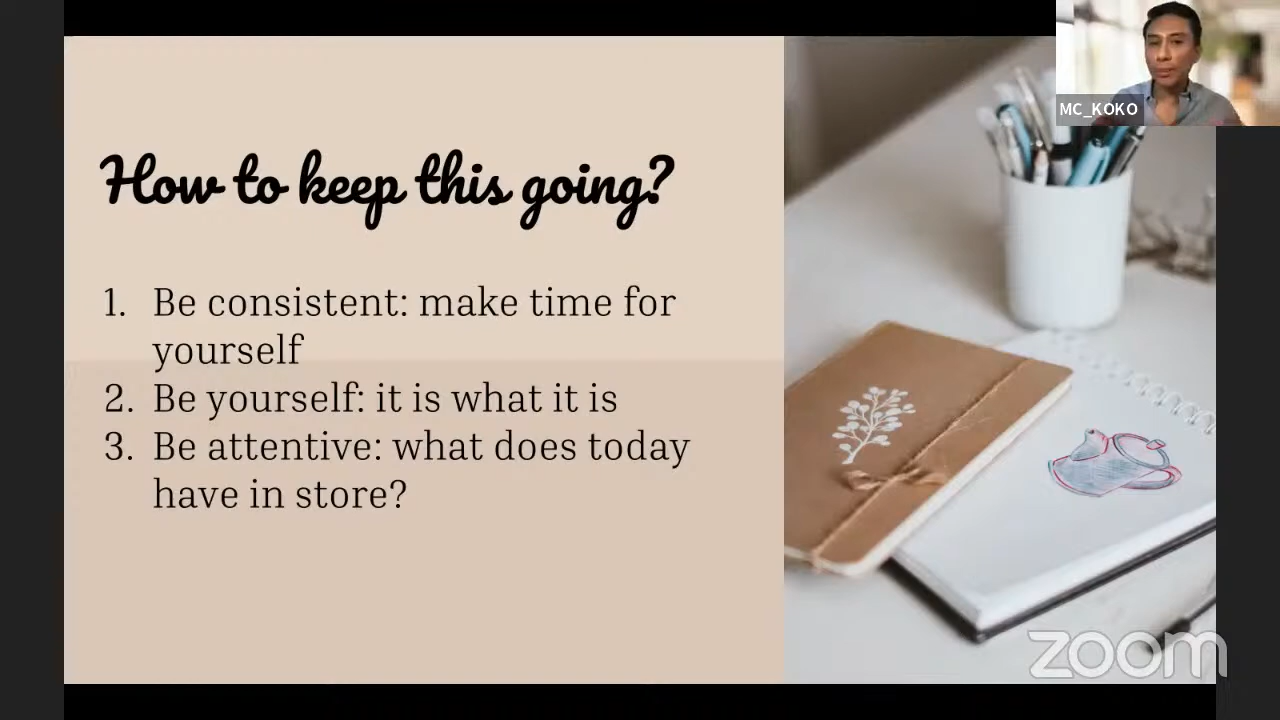 MC_KOKO
How to keep this going?
1. Be consistent: make time for
yourself
2. Be yourself: it is what it is
3. Be attentive: what does today
have in store?
zoom